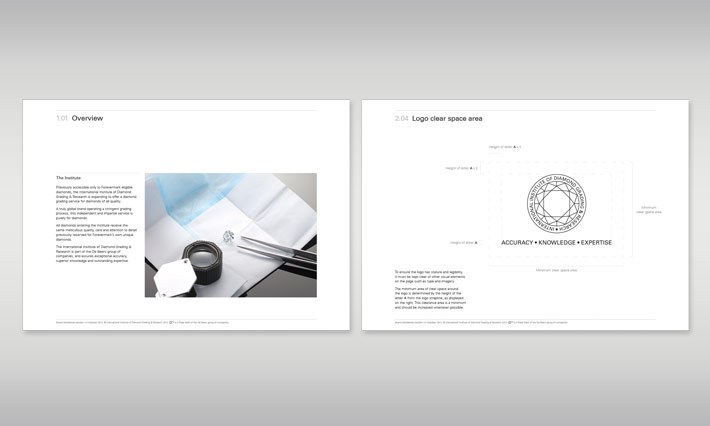 1.01 Overview
The Institute:
Previously accessible only to Forevermark eligible
diamonds, the International Institute of Diamond
Grading & Research is expanding to offer a diamond
grading service for diamonds of all quality.
A truly global brand operating a stringent grading
process, this independent and impartial service is
purely for diamonds.
All diamonds entering the Institute receive the
same meticulous quality, care and attention to detail
previously reserved for Forevermark's own unique
diamonds.
The International Institute of Diamond Grading &
Research is part of the De Beers group of
companies, and ensures exceptional accuracy,
superior knowledge and outstanding expertise.
2.04 Logo clear space area
Height of letter A
Height of letter A
INTERNATIONAL INSTITUTE OF DIAMOND GRADING & RESEARCH
Minimum
clear space area
Height of letter A
ACCURACY • KNOWLEDGE • EXPERTISE
Minimum clear space area
To ensure the logo has stature and legibility,
it must be kept clear of other visual elements
on the page such as type and imagery.
The minimum area of clear space around
the logo is determined by the height of the
letter 'A' from the logo graphic, as displayed
on the right. This clearance area is a minimum
and should be increased wherever possible.